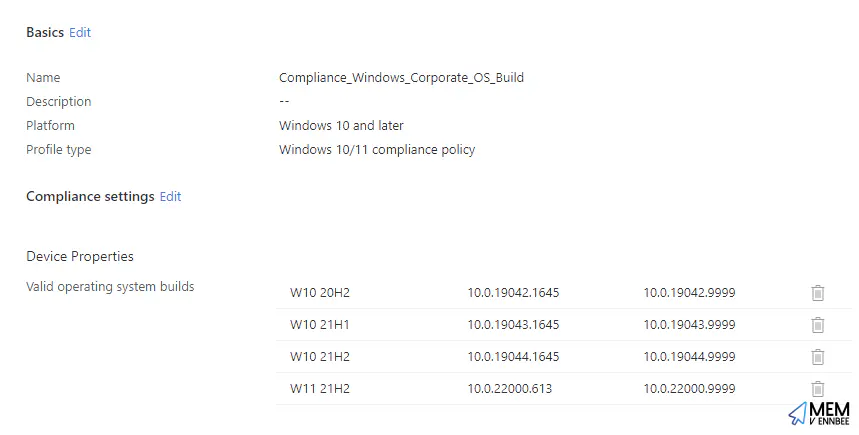 Basics Edit
Name Compliance_Windows_Corporate_OS_Build
Description --
Platform Windows 10 and later
Profile type Windows 10/11 compliance policy
Compliance settings Edit
Device Properties
Valid operating system builds
W10 20H2 10.0.19042.1645 10.0.19042.9999
W10 21H1 10.0.19043.1645 10.0.19043.9999
W10 21H2 10.0.19044.1645 10.0.19044.9999
W11 21H2 10.0.22000.613 10.0.22000.9999
MEM
V ENNBEE